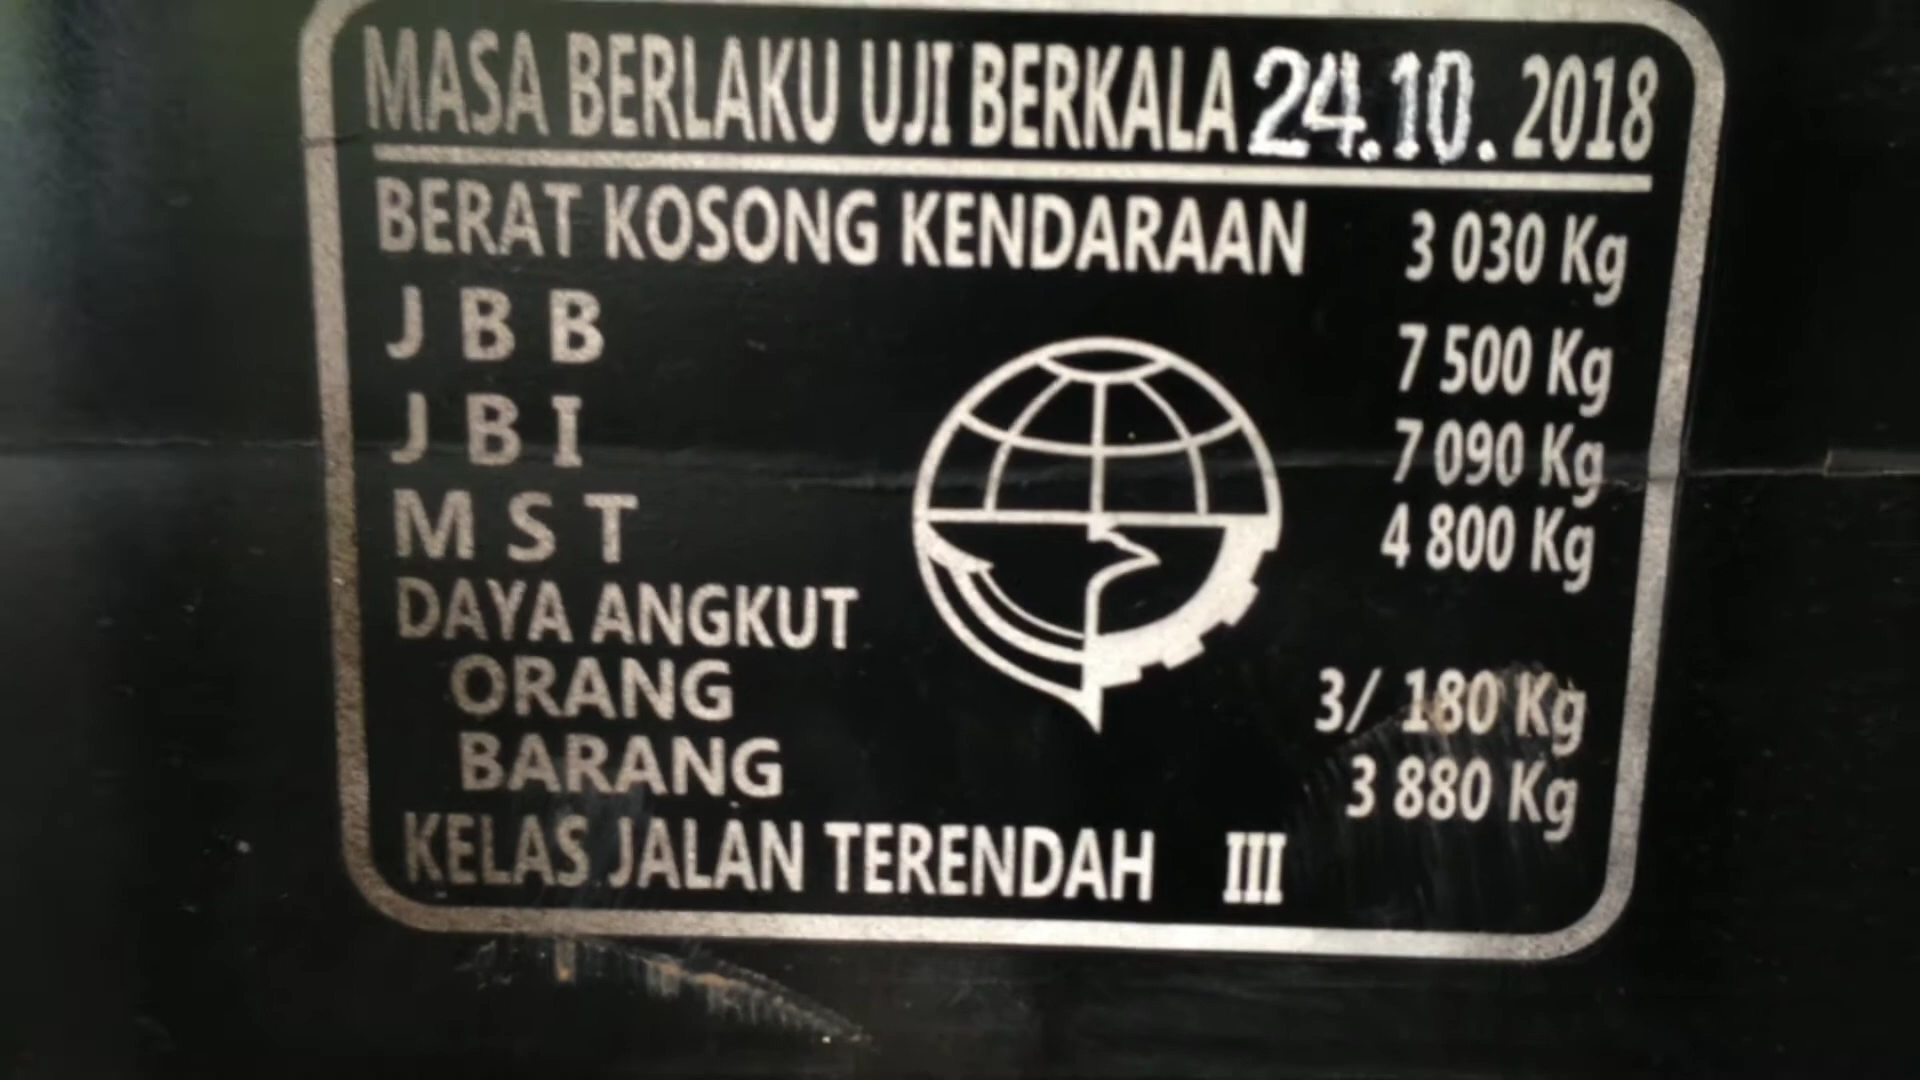 MASA BERLAKU UJI BERKALA 24.10. 2018
BERAT KOSONG KENDARAAN 3 030 Kg
J B B 7 500 Kg
J B I 7 090 Kg
M S T 4 800 Kg
DAYA ANGKUT
ORANG 3/ 180 Kg
BARANG 3 880 Kg
KELAS JALAN TERENDAH III